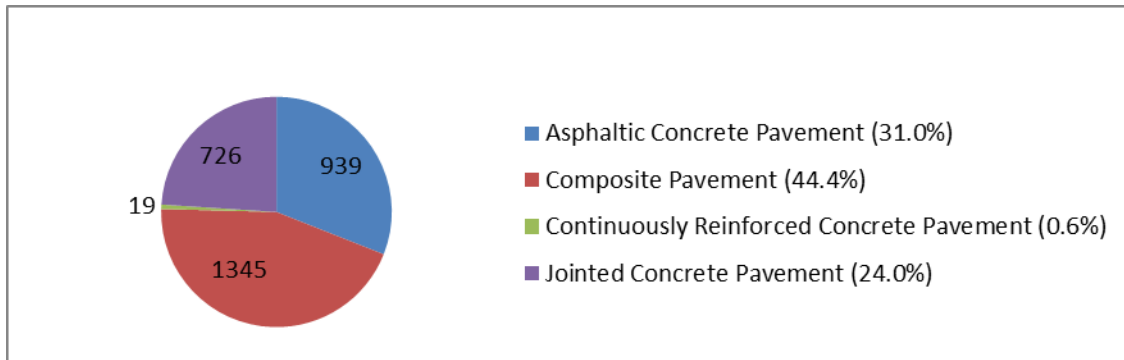 726
939
19
1345
Asphaltic Concrete Pavement (31.0%)
Composite Pavement (44.4%)
Continuously Reinforced Concrete Pavement (0.6%)
Jointed Concrete Pavement (24.0%)